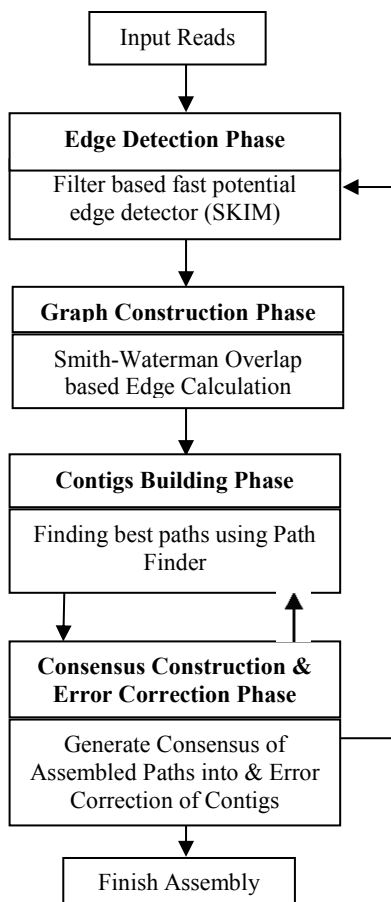 Input Reads
Edge Detection Phase
Filter based fast potential
edge detector (SKIM)
Graph Construction Phase
Smith-Waterman Overlap
based Edge Calculation
Contigs Building Phase
Finding best paths using Path
Finder
Consensus Construction &
Error Correction Phase
Generate Consensus of
Assembled Paths into & Error
Correction of Contigs
Finish Assembly